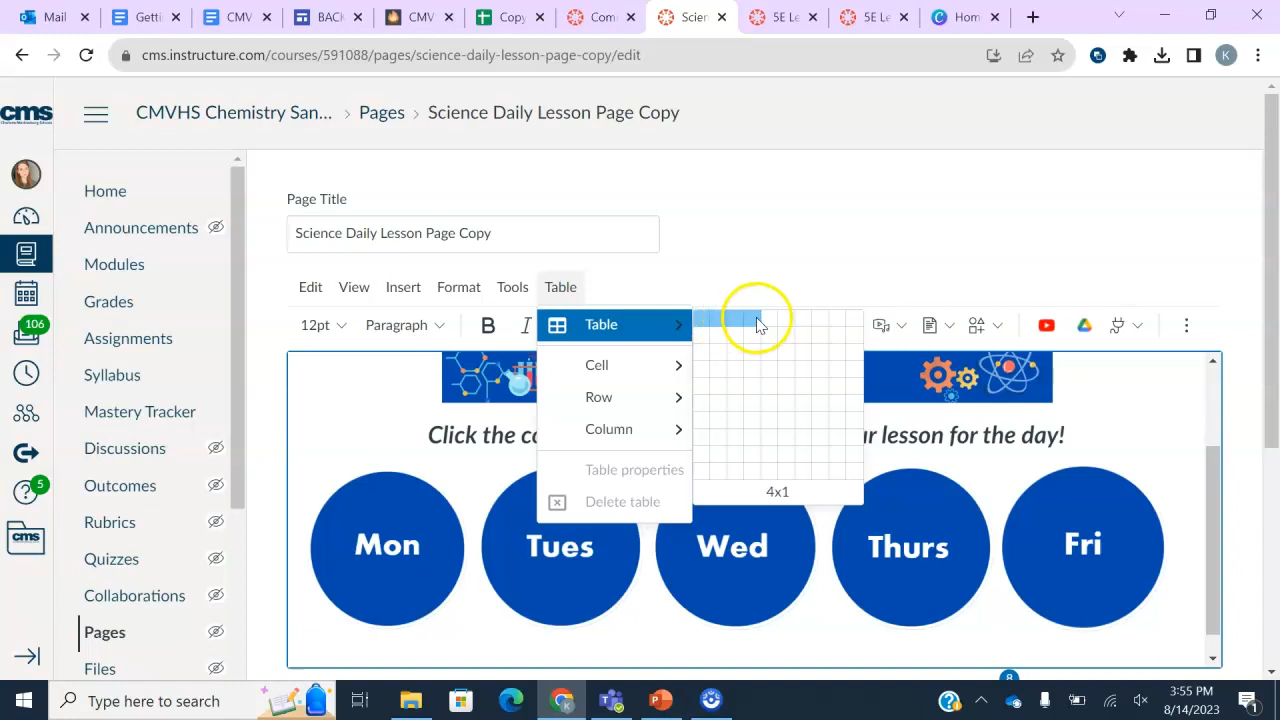 Mail
Getti
CMV
BACK
CMV
Copy
Com
Scien
5E Le
5E Le
Hom
cms.instructure.com/courses/591088/pages/science-daily-lesson-page-copy/edit
K
cms
CMVHS Chemistry San... > Pages > Science Daily Lesson Page Copy
Home
Announcements
Modules
Grades
106
Assignments
Syllabus
Mastery Tracker
Discussions
5
Outcomes
Rubrics
cms
Quizzes
Collaborations
Pages
Files
Page Title
Science Daily Lesson Page Copy
Edit View Insert Format Tools Table
12pt Paragraph B I
Table
Cell
Row
Column
Table properties
Delete table
4x1
Click the co
ur lesson for the day!
Mon Tues Wed Thurs Fri
8
Type here to search
3:55 PM
8/14/2023
1